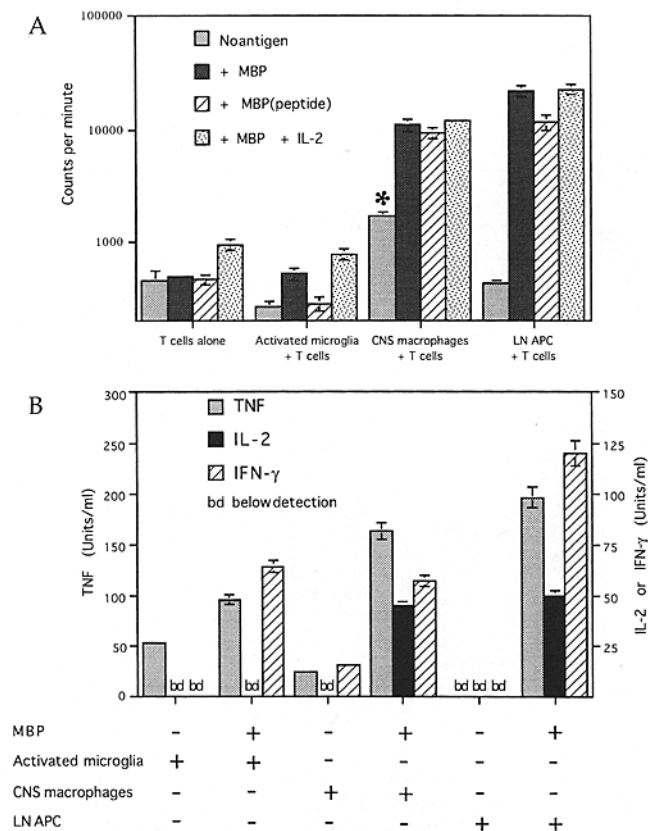 A
100000
10000
1000
Counts per minute
Noantigen
+ MBP
+ MBP(peptide)
+ MBP + IL-2
*
T cells alone
Activated microglia
+ T cells
CNS macrophages
+ T cells
LN APC
+ T cells
B
300
250
200
150
100
50
0
TNF (Units/ml)
TNF
IL-2
IFN-γ
bd belowdetection
150
125
100
75
50
25
IL-2 or IFN-γ (Units/ml)
bd bd bd bd bd bd bd
MBP - + - + - +
Activated microglia + + - - - -
CNS macrophages - - + + - -
LN APC - - - - + +